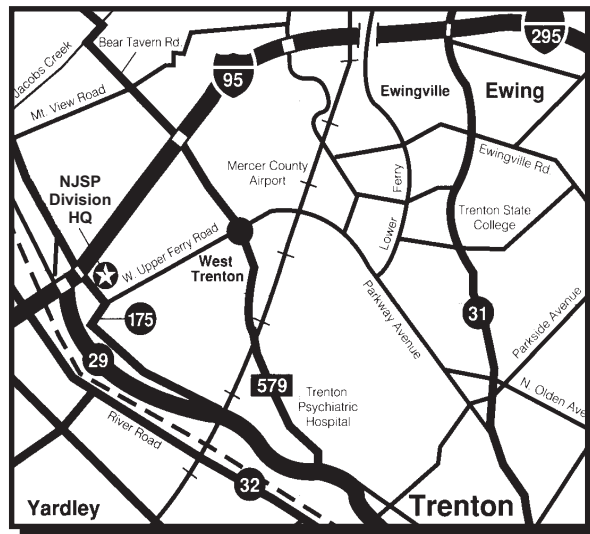 295
Bear Tavern Rd.
Jacobs Creek
95
Mt. View Road
Ewingville
Ewing
Ewingville Rd
Mercer County
Airport
NJSP
Division
HQ
Ferry
Lower
Trenton State
College
W. Upper Ferry Road
West
Trenton
175
31
Parkway Avenue
Parkside Avenue
29
579
N. Olden Ave
Trenton
Psychiatric
Hospital
River Road
32
Yardley
Trenton